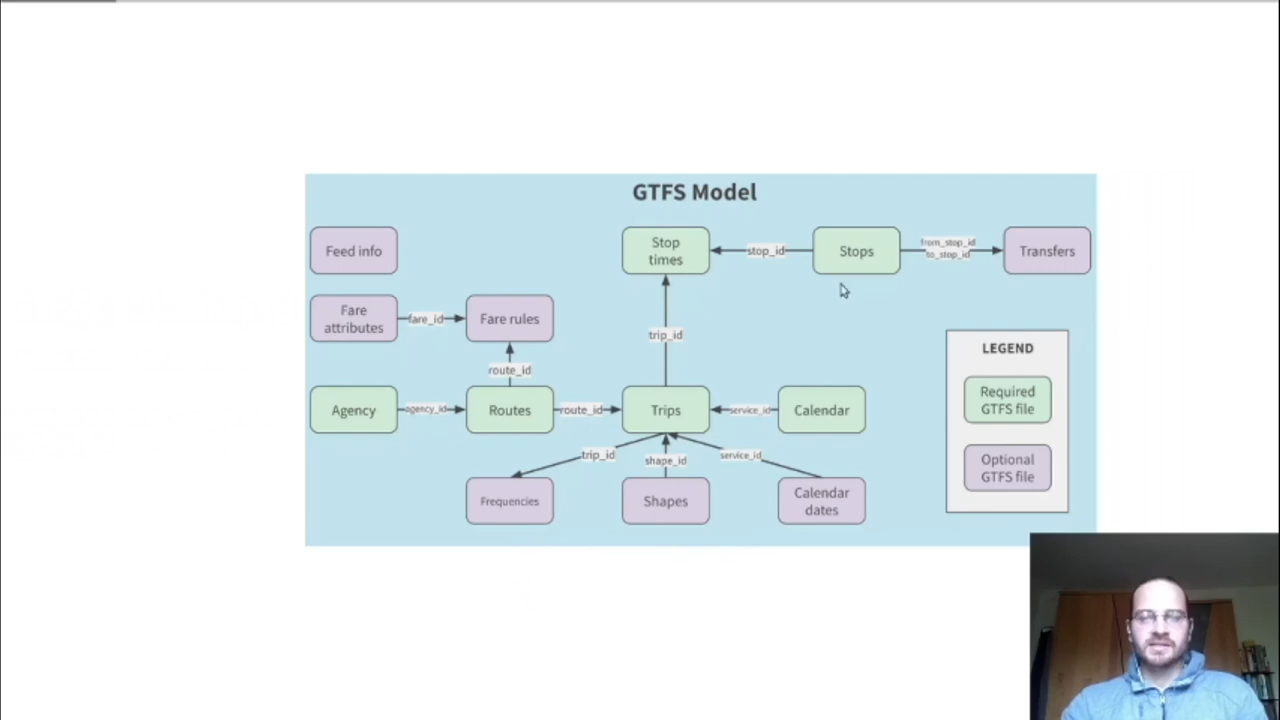 GTFS Model
Feed info
Stop
times
stop_id
Stops
from_stop_id
to_stop_id
Transfers
Fare
attributes
fare_id
Fare rules
trip_id
route_id
Agency
agency_id
Routes
route_id
Trips
service_id
Calendar
trip_id
shape_id
service_id
Frequencies
Shapes
Calendar
dates
LEGEND
Required
GTFS file
Optional
GTFS file